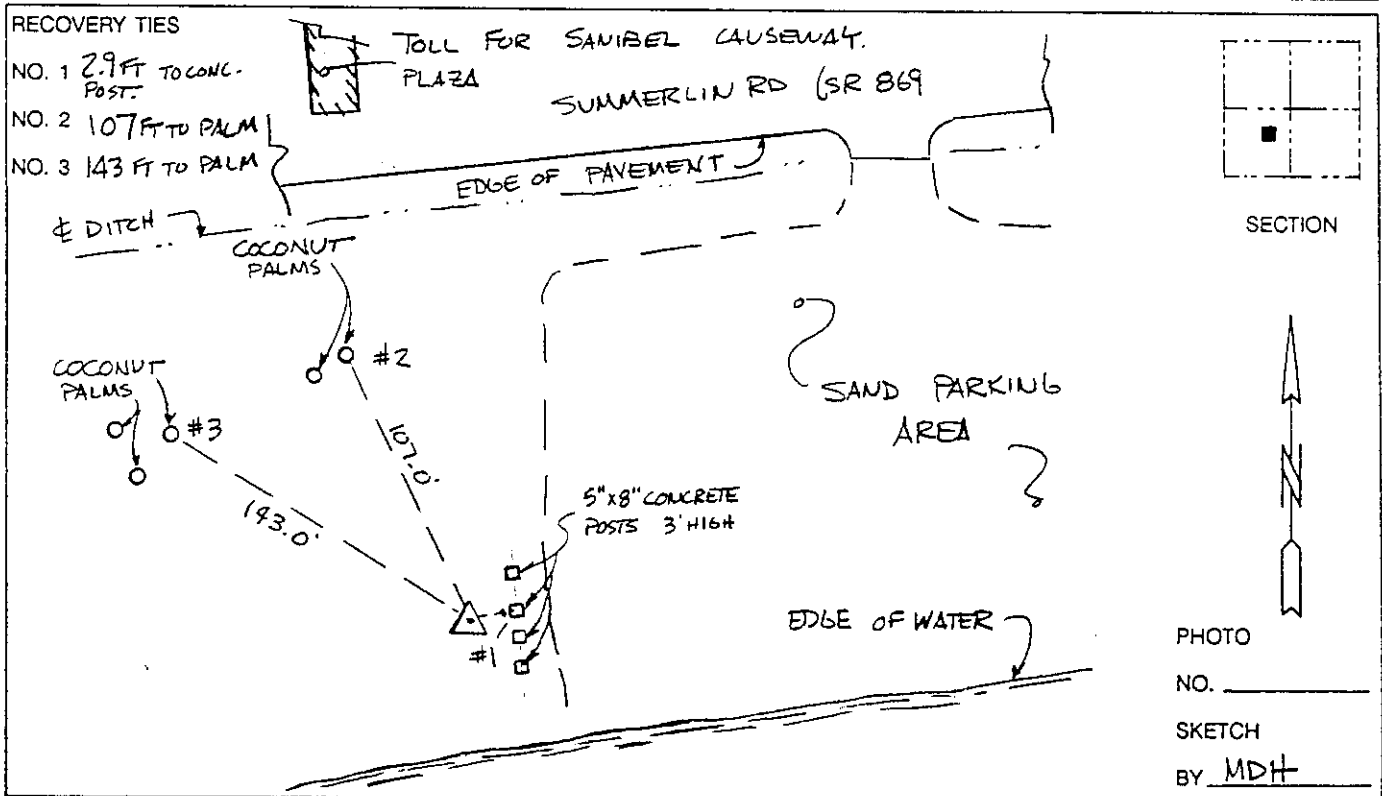 RECOVERY TIES
NO. 1 2.9 FT TO CONC.
POST.
NO. 2 107 FT TO PALM
NO. 3 143 FT TO PALM
TOLL FOR SANIBEL CAUSEWAY.
PLAZA
SUMMERLIN RD (SR 869
EDGE OF PAVEMENT
℄ DITCH
COCONUT
PALMS
#2
COCONUT
PALMS
#3
107.0'
143.0'
5"x8" CONCRETE
POSTS 3' HIGH
#1
SAND PARKING
AREA
EDGE OF WATER
SECTION
N
PHOTO
NO.
SKETCH
BY MDH